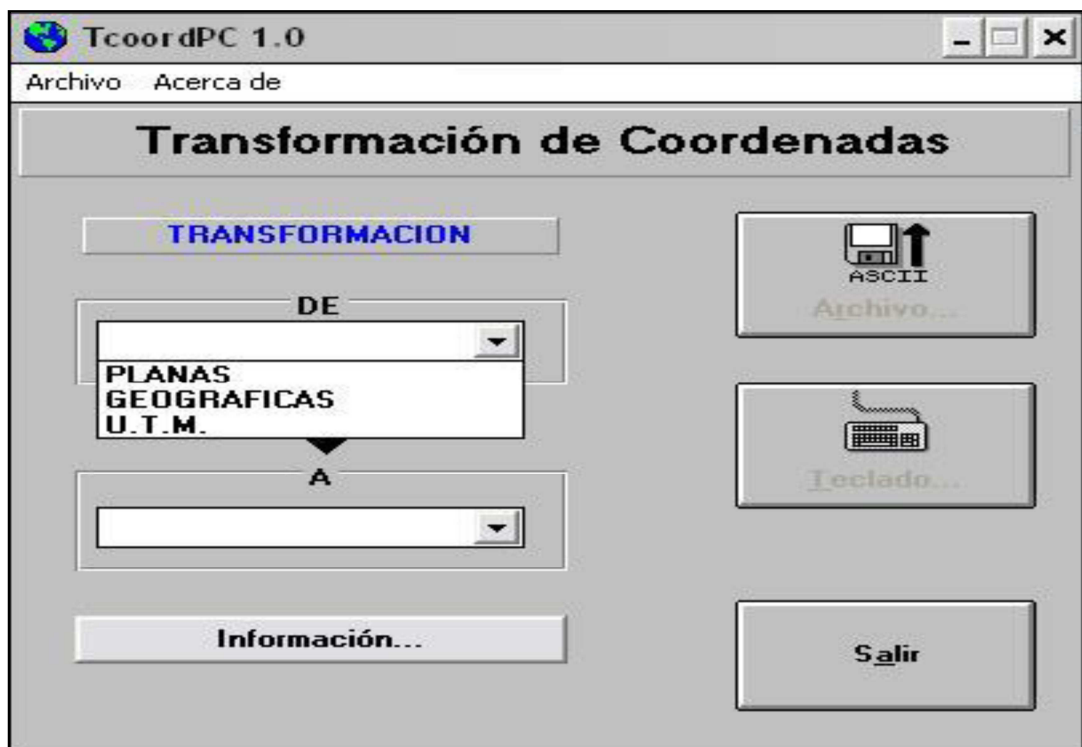 TcoordPC 1.0
Archivo Acerca de
Transformación de Coordenadas
TRANSFORMACION
DE
PLANAS
GEOGRAFICAS
U.T.M.
A
Información...
ASCII
Archivo...
Teclado...
Salir